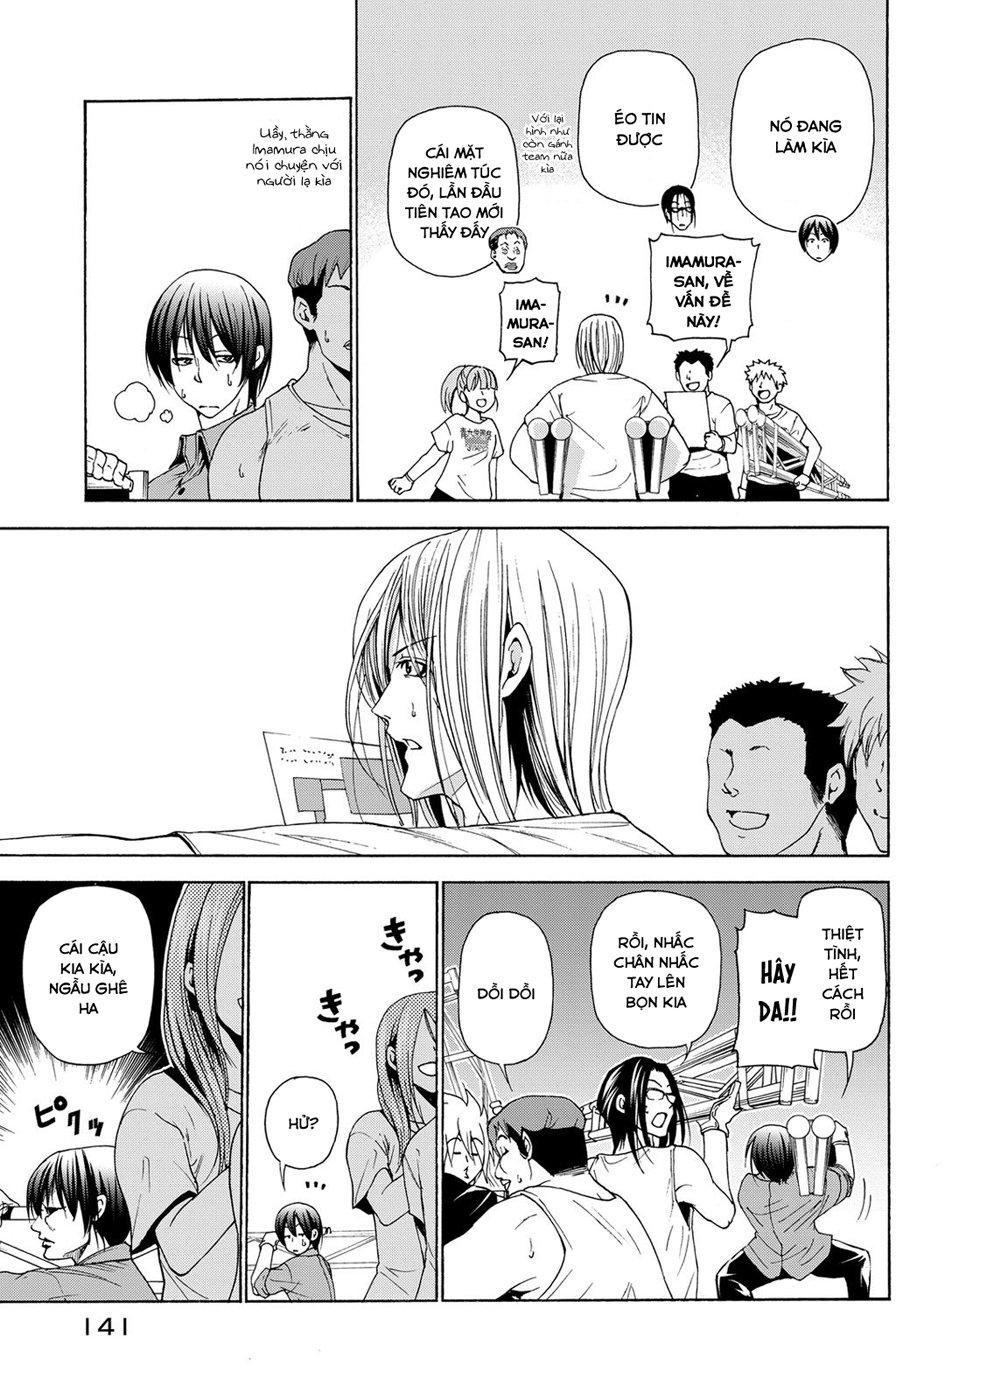 NÓ ĐANG
LÀM KÌA
ÉO TIN
ĐƯỢC
Với lại
hình như
còn gánh
team nữa
kìa
CÁI MẶT
NGHIÊM TÚC
ĐÓ, LẦN ĐẦU
TIÊN TAO MỚI
THẤY ĐẤY
IMAMURA-
SAN, VỀ
VẤN ĐỀ
NÀY!
IMA-
MURA-
SAN!
Uầy, thằng
Imamura chịu
nói chuyện với
người lạ kìa
THIỆT
TÌNH, HẾT
CÁCH
RỒI
HÂY
DA!!
RỒI, NHẤC
CHÂN NHẤC
TAY LÊN
BỌN KIA
DỒI DỒI
きゃっ
きゃっ
HỬ?
CÁI CẬU
KIA KÌA,
NGẦU GHÊ
HA
ピクッ
141